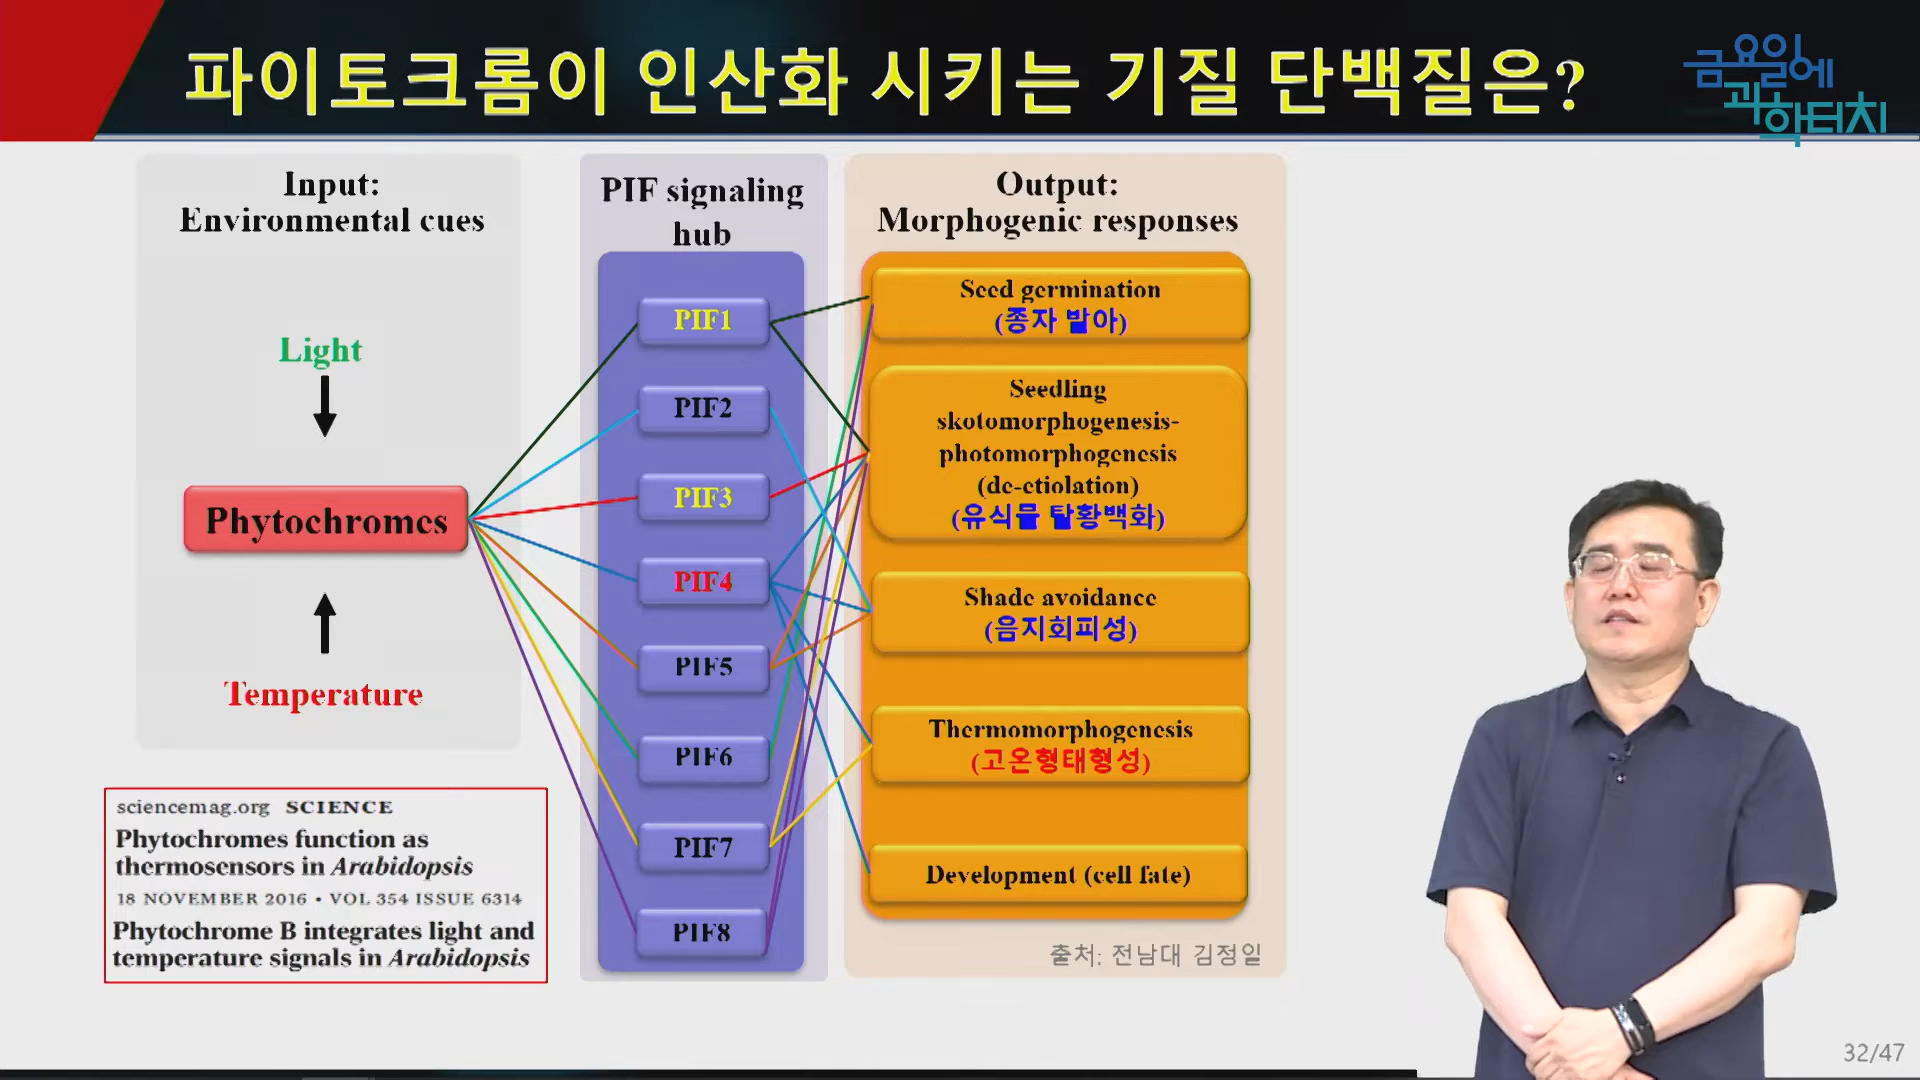 파이토크롬이 인산화 시키는 기질 단백질은?
금요일에
과학터치
Input:
Environmental cues
Light
Phytochromes
Temperature
PIF signaling
hub
PIF1
PIF2
PIF3
PIF4
PIF5
PIF6
PIF7
PIF8
Output:
Morphogenic responses
Seed germination
(종자 발아)
Seedling
skotomorphogenesis-
photomorphogenesis
(de-etiolation)
(유식물 탈황백화)
Shade avoidance
(음지회피성)
Thermomorphogenesis
(고온형태형성)
Development (cell fate)
출처: 전남대 김정일
sciencemag.org SCIENCE
Phytochromes function as
thermosensors in Arabidopsis
18 NOVEMBER 2016 • VOL 354 ISSUE 6314
Phytochrome B integrates light and
temperature signals in Arabidopsis
32/47